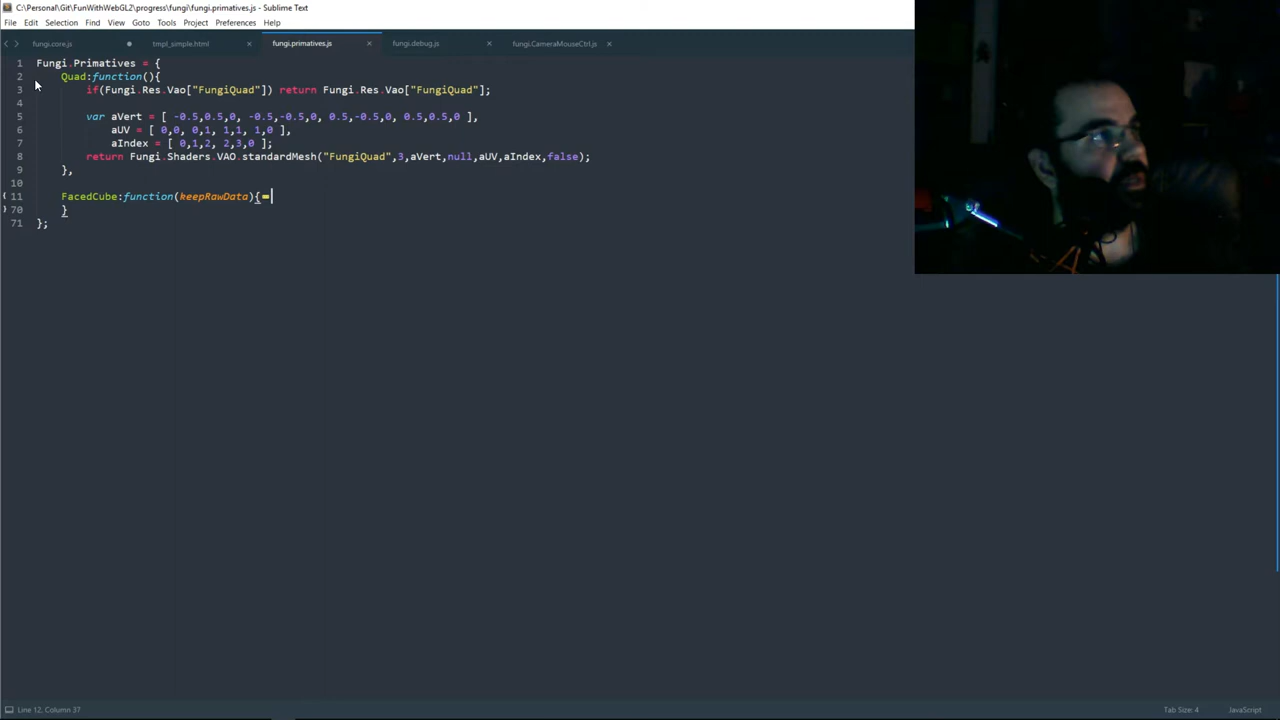 C:\Personal\Git\FunWithWebGL2\progress\fungi\fungi.primatives.js - Sublime Text
File Edit Selection Find View Goto Tools Project Preferences Help
fungi.core.js tmpl_simple.html fungi.primatives.js fungi.debug.js fungi.CameraMouseCtrl.js
1 Fungi.Primatives = {
2 Quad:function(){
3 if(Fungi.Res.Vao["FungiQuad"]) return Fungi.Res.Vao["FungiQuad"];
4
5 var aVert = [ -0.5,0.5,0, -0.5,-0.5,0, 0.5,-0.5,0, 0.5,0.5,0 ],
6 aUV = [ 0,0, 0,1, 1,1, 1,0 ],
7 aIndex = [ 0,1,2, 2,3,0 ];
8 return Fungi.Shaders.VAO.standardMesh("FungiQuad",3,aVert,null,aUV,aIndex,false);
9 },
10
11 FacedCube:function(keepRawData){
70 }
71 };
Line 12, Column 37 Tab Size: 4 JavaScript